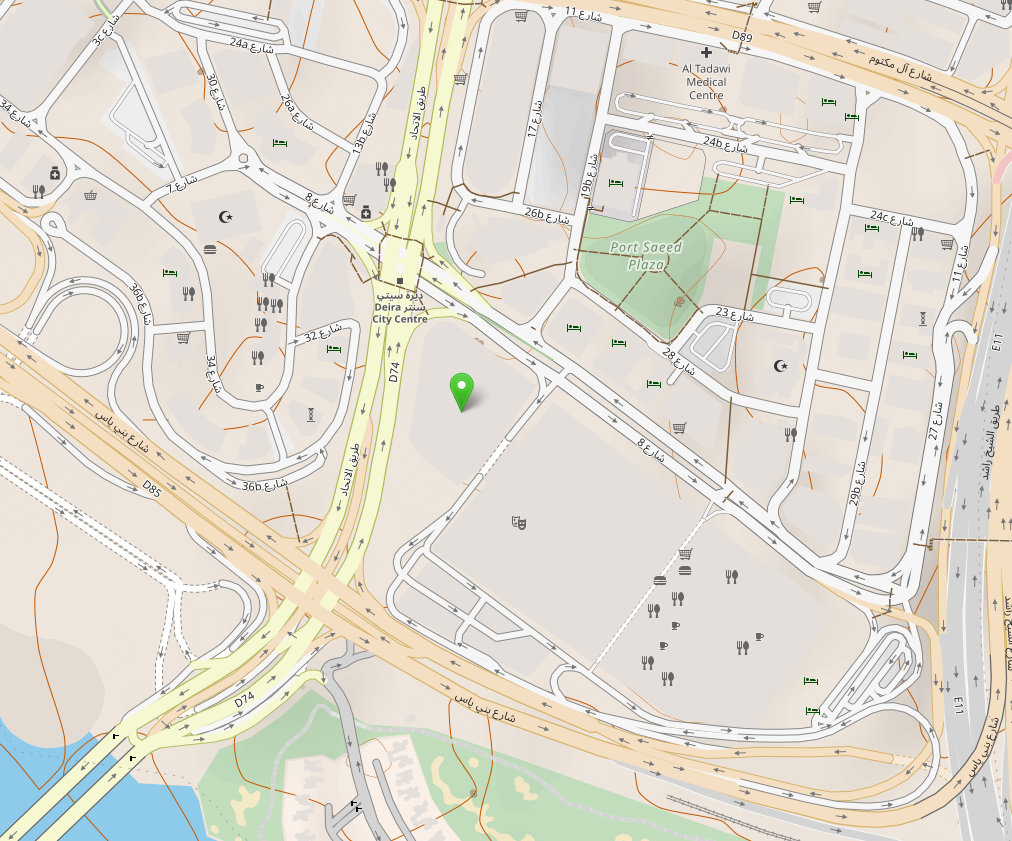 شارع 11
D89
شارع 3c
شارع 24a
Al Tadawi
Medical
Centre
شارع آل مكتوم
شارع 30
شارع 26a
طريق الاتحاد
شارع 17
شارع 34
شارع 13b
شارع 24b
شارع 19b
شارع 7
شارع 8
شارع 26b
شارع 24c
Port Saeed
Plaza
شارع 11
ديرة سيتي
سنتر Deira
City Centre
شارع 36b
شارع 23
شارع 32
E11
شارع 28
شارع 34
D74
شارع 27
شارع بني ياس
طريق الشيخ راشد
شارع 8
طريق الاتحاد
شارع 29b
D85
شارع 36b
D74
شارع بني ياس
E11
شارع بني ياس